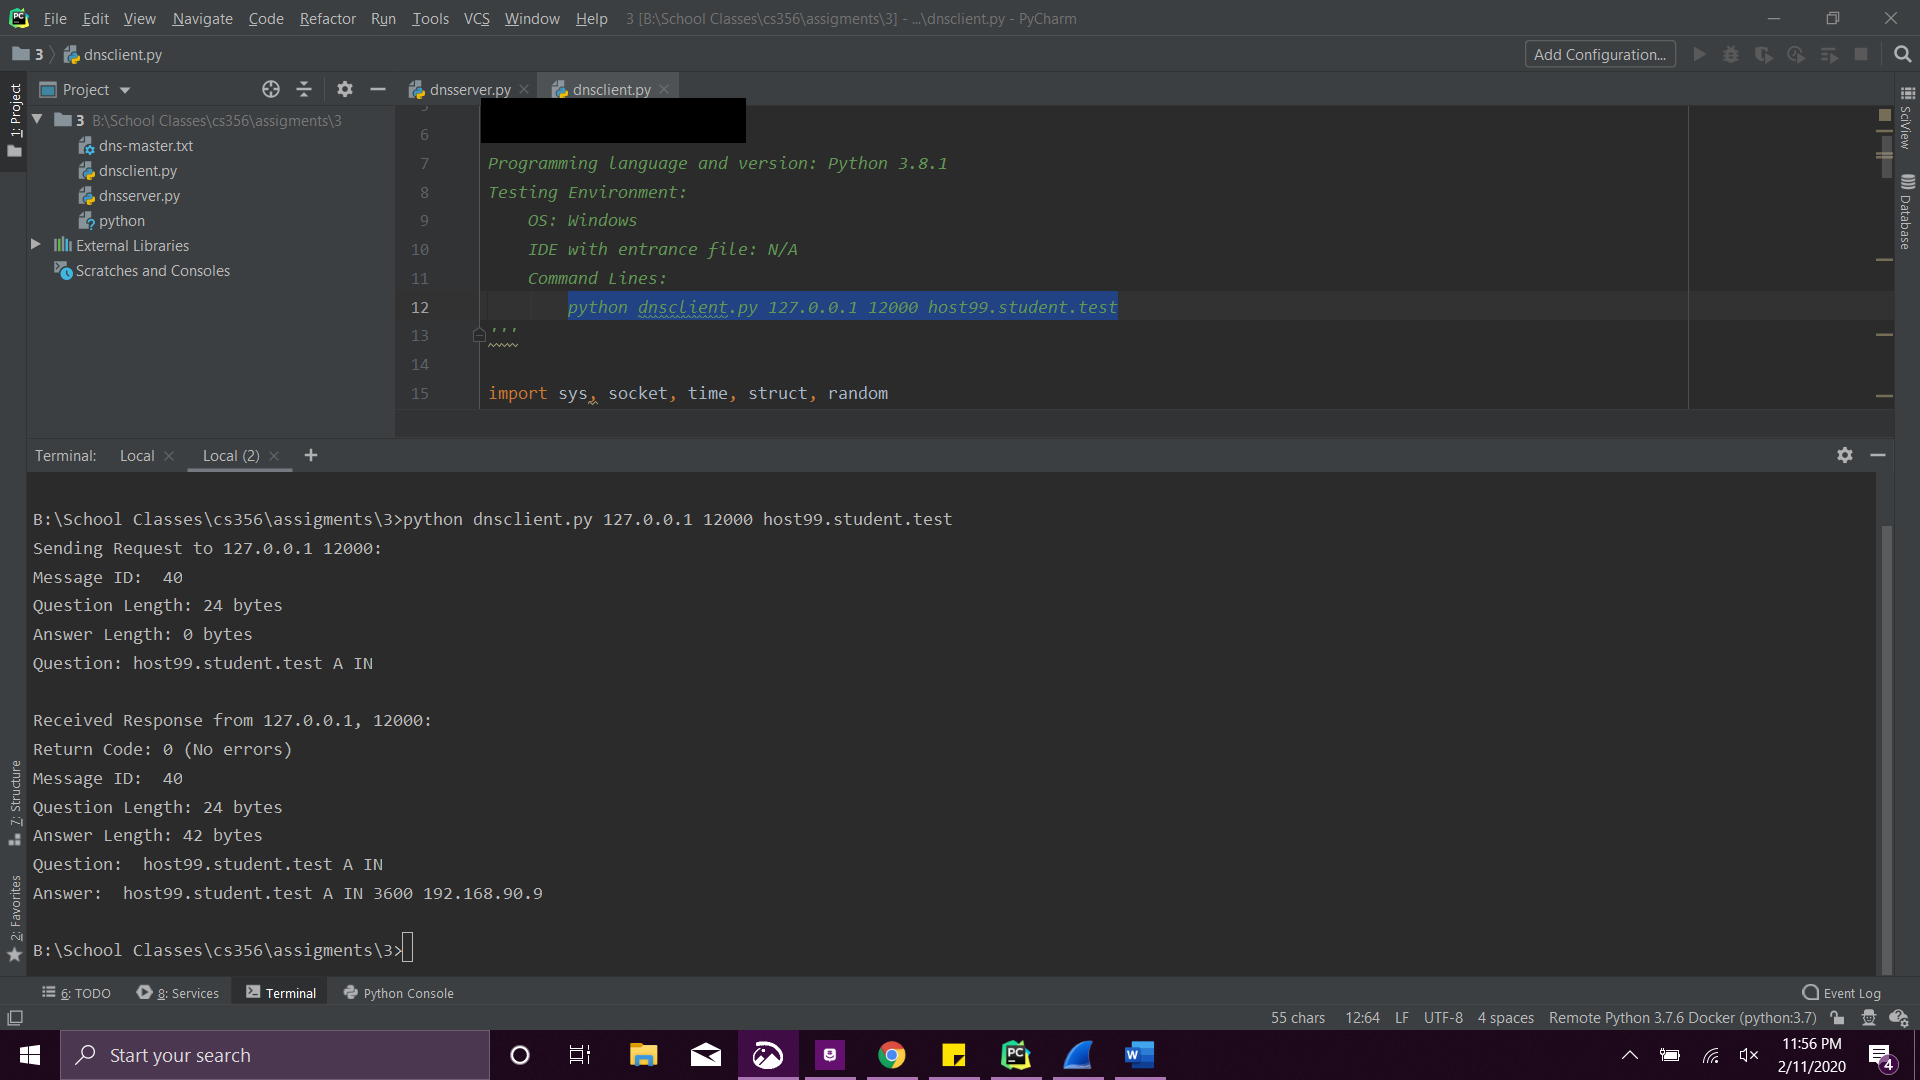 File Edit View Navigate Code Refactor Run Tools VCS Window Help 3 [B:\School Classes\cs356\assigments\3] - ...\dnsclient.py - PyCharm
3 dnsclient.py Add Configuration...
Project dnsserver.py dnsclient.py
1: Project
3 B:\School Classes\cs356\assigments\3
dns-master.txt
dnsclient.py
dnsserver.py
python
External Libraries
Scratches and Consoles
6
7 Programming language and version: Python 3.8.1
8 Testing Environment:
9 OS: Windows
10 IDE with entrance file: N/A
11 Command Lines:
12 python dnsclient.py 127.0.0.1 12000 host99.student.test
13 '''
14
15 import sys, socket, time, struct, random
SciView
Database
Terminal: Local Local (2) +
B:\School Classes\cs356\assigments\3>python dnsclient.py 127.0.0.1 12000 host99.student.test
Sending Request to 127.0.0.1 12000:
Message ID:  40
Question Length: 24 bytes
Answer Length: 0 bytes
Question: host99.student.test A IN
Received Response from 127.0.0.1, 12000:
Return Code: 0 (No errors)
Message ID:  40
Question Length: 24 bytes
Answer Length: 42 bytes
Question:  host99.student.test A IN
Answer:  host99.student.test A IN 3600 192.168.90.9
B:\School Classes\cs356\assigments\3>
7: Structure
2: Favorites
6: TODO 8: Services Terminal Python Console Event Log
55 chars 12:64 LF UTF-8 4 spaces Remote Python 3.7.6 Docker (python:3.7)
Start your search
11:56 PM
2/11/2020
4